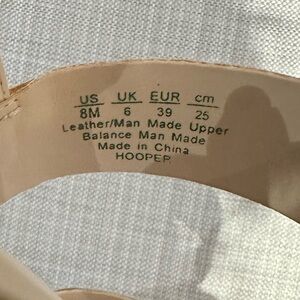 US UK EUR cm
8M 6 39 25
Leather/Man Made Upper
Balance Man Made
Made in China
HOOPER